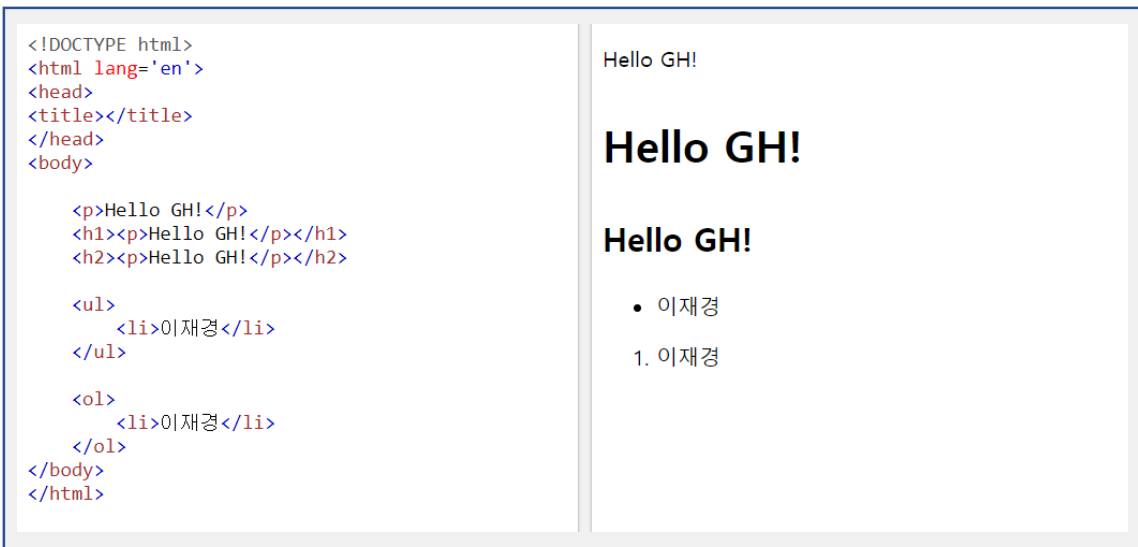 <!DOCTYPE html>
<html lang='en'>
<head>
<title></title>
</head>
<body>
<p>Hello GH!</p>
<h1><p>Hello GH!</p></h1>
<h2><p>Hello GH!</p></h2>
<ul>
<li>이재경</li>
</ul>
<ol>
<li>이재경</li>
</ol>
</body>
</html>
Hello GH!
Hello GH!
Hello GH!
• 이재경
1. 이재경